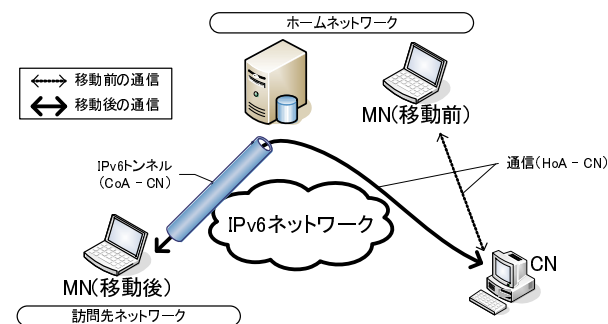 ホームネットワーク
移動前の通信
移動後の通信
MN(移動前)
IPv6トンネル
(CoA - CN)
通信(HoA - CN)
IPv6ネットワーク
CN
MN(移動後)
訪問先ネットワーク